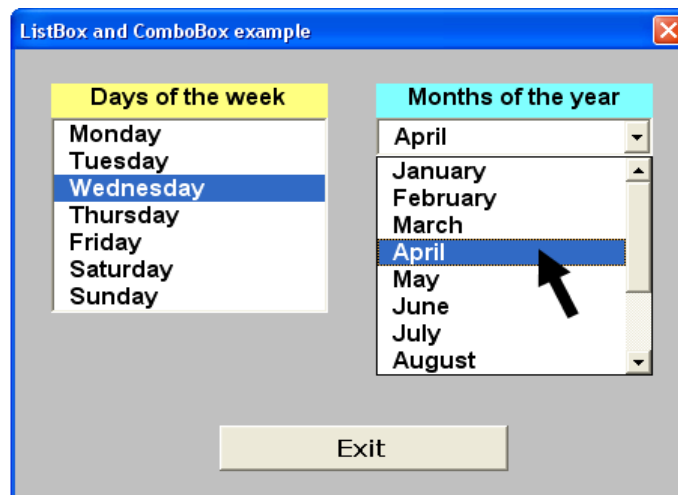 ListBox and ComboBox example
Days of the week
Monday
Tuesday
Wednesday
Thursday
Friday
Saturday
Sunday
Months of the year
April
January
February
March
April
May
June
July
August
Exit